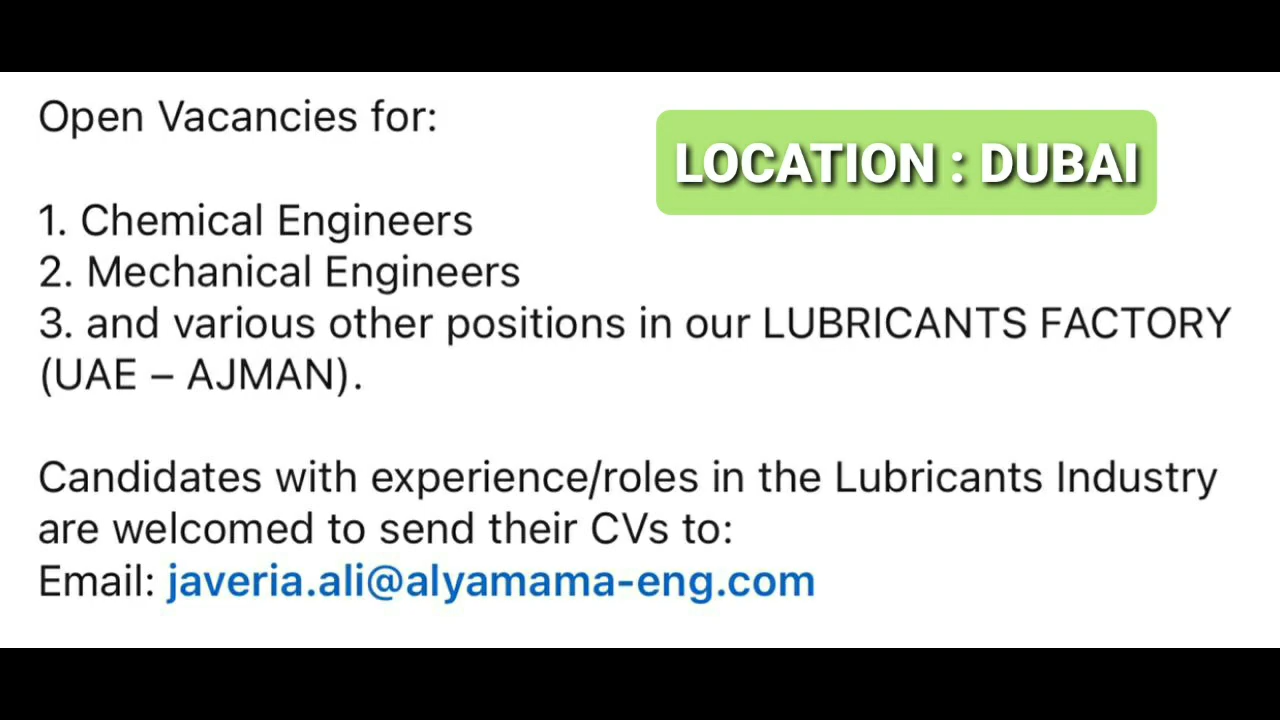 Open Vacancies for:
LOCATION : DUBAI
1. Chemical Engineers
2. Mechanical Engineers
3. and various other positions in our LUBRICANTS FACTORY
(UAE – AJMAN).
Candidates with experience/roles in the Lubricants Industry
are welcomed to send their CVs to:
Email: javeria.ali@alyamama-eng.com